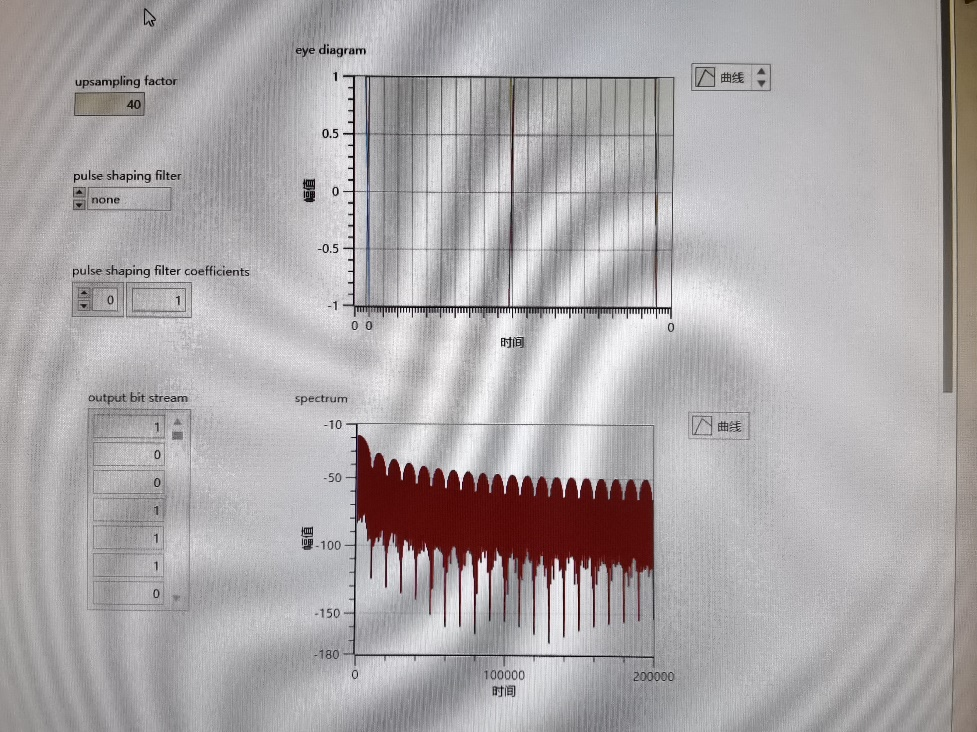 eye diagram
upsampling factor
40
pulse shaping filter
none
pulse shaping filter coefficients
0
1
1
0.5
0
-0.5
-1
幅值
0
0
0
时间
曲线
output bit stream
1
0
0
1
1
1
0
spectrum
-10
-50
-100
-150
-180
幅值
0
100000
200000
时间
曲线